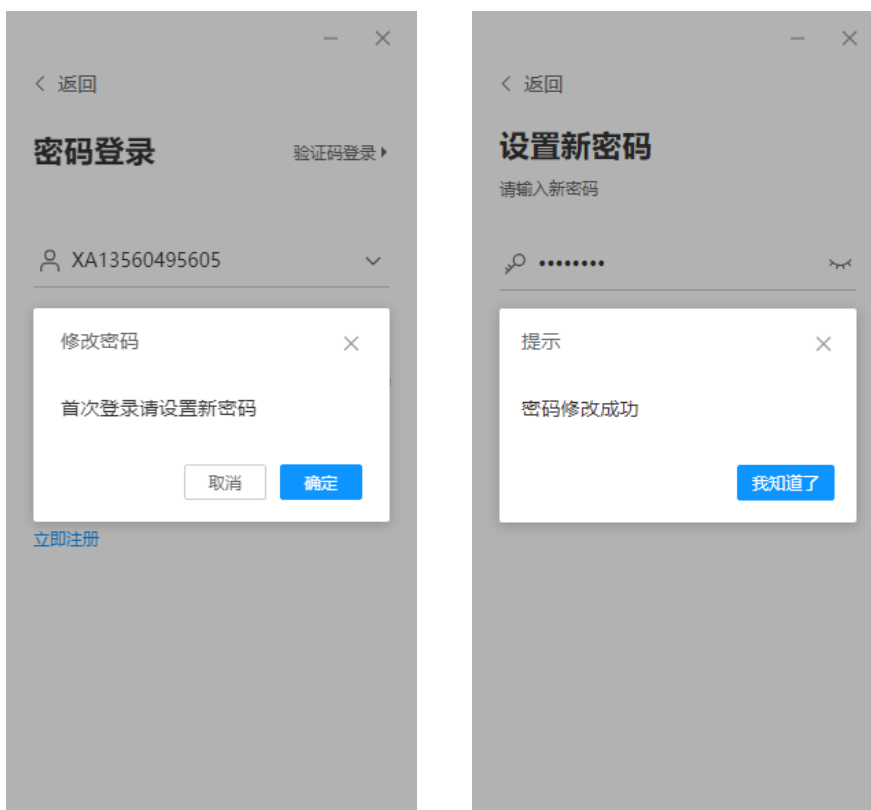 返回
密码登录
验证码登录
XA13560495605
修改密码
首次登录请设置新密码
取消
确定
立即注册
返回
设置新密码
请输入新密码
••••••••
提示
密码修改成功
我知道了